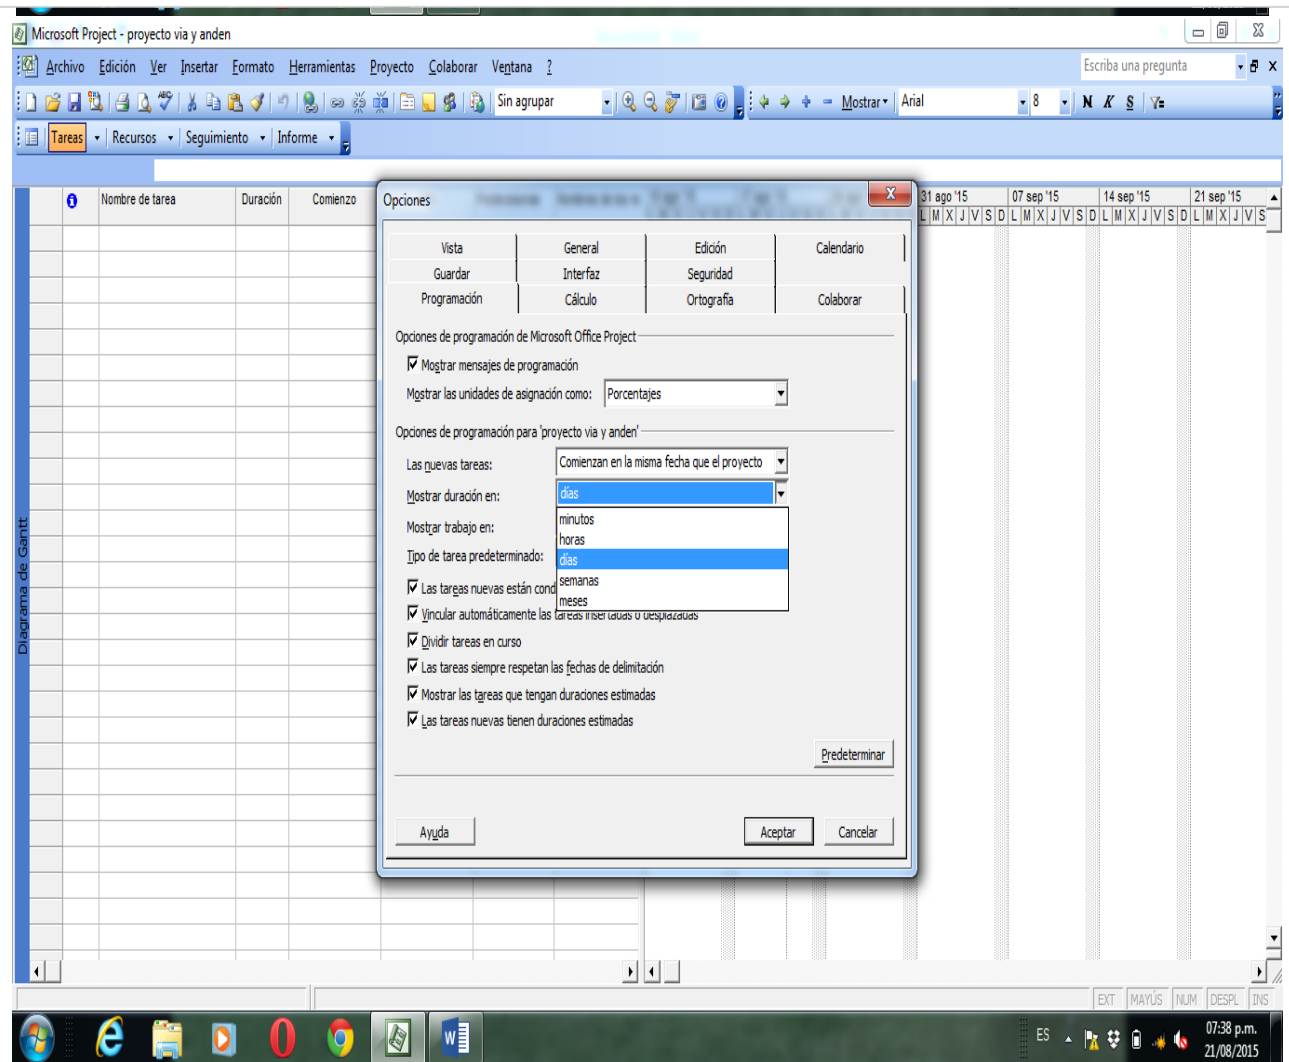 Microsoft Project - proyecto via y anden
Archivo Edición Ver Insertar Formato Herramientas Proyecto Colaborar Ventana ? Escriba una pregunta
Sin agrupar Mostrar Arial 8 N K S
Tareas Recursos Seguimiento Informe
Nombre de tarea Duración Comienzo
31 ago '15 07 sep '15 14 sep '15 21 sep '15
L M X J V S D L M X J V S D L M X J V S D L M X J V S
Opciones
Vista General Edición Calendario
Guardar Interfaz Seguridad
Programación Cálculo Ortografía Colaborar
Opciones de programación de Microsoft Office Project
Mostrar mensajes de programación
Mostrar las unidades de asignación como: Porcentajes
Opciones de programación para 'proyecto via y anden'
Las nuevas tareas: Comienzan en la misma fecha que el proyecto
Mostrar duración en: días
minutos
Mostrar trabajo en:
horas
Tipo de tarea predeterminado: días
semanas
Las tareas nuevas están cond
meses
Vincular automáticamente las tareas insertadas o desplazadas
Dividir tareas en curso
Las tareas siempre respetan las fechas de delimitación
Mostrar las tareas que tengan duraciones estimadas
Las tareas nuevas tienen duraciones estimadas
Predeterminar
Ayuda Aceptar Cancelar
Diagrama de Gantt
EXT MAYÚS NUM DESPL INS
ES 07:38 p.m.
21/08/2015